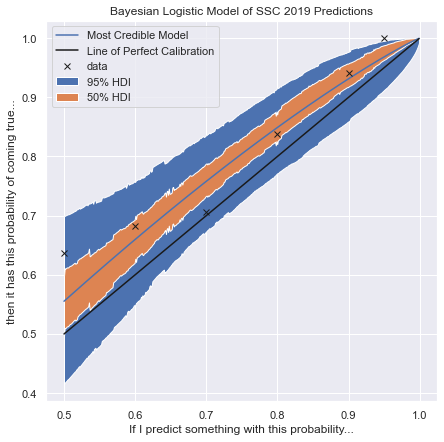 Bayesian Logistic Model of SSC 2019 Predictions
Most Credible Model
Line of Perfect Calibration
data
95% HDI
50% HDI
1.0
0.9
0.8
0.7
0.6
0.5
0.4
then it has this probability of coming true...
0.5 0.6 0.7 0.8 0.9 1.0
If I predict something with this probability...